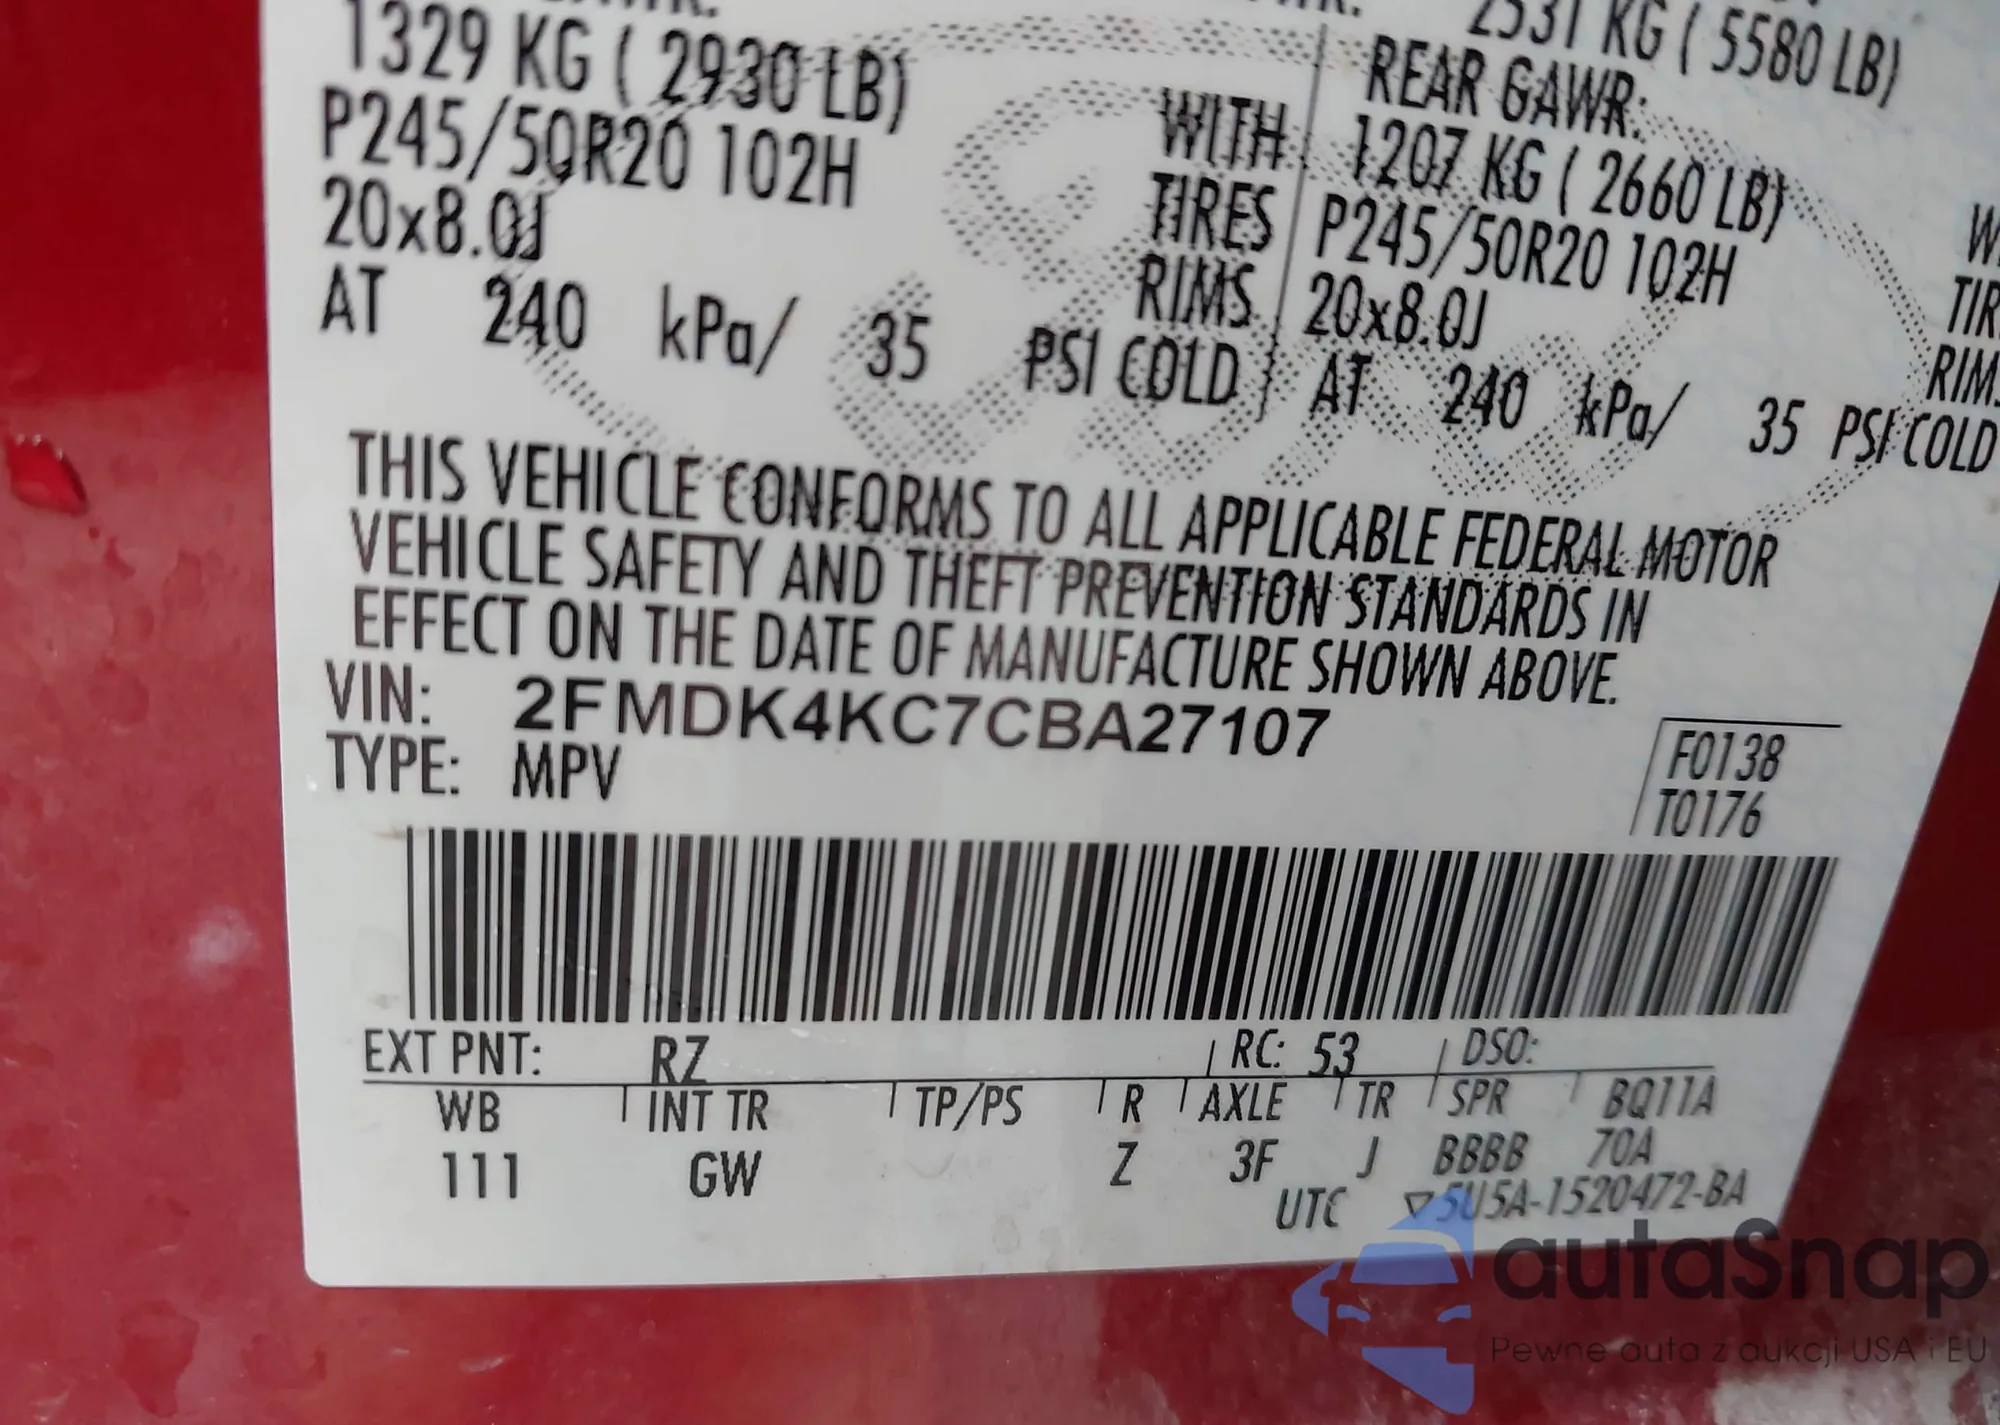 2531 KG ( 5580 LB)
1329 KG ( 2930 LB)
REAR GAWR:
P245/50R20 102H
WITH
1207 KG ( 2660 LB)
20x8.0J
TIRES
P245/50R20 102H
RIMS
20x8.0J
AT 240 kPa/ 35 PSI COLD
AT 240 kPa/ 35 PSI COLD
THIS VEHICLE CONFORMS TO ALL APPLICABLE FEDERAL MOTOR
VEHICLE SAFETY AND THEFT PREVENTION STANDARDS IN
EFFECT ON THE DATE OF MANUFACTURE SHOWN ABOVE.
VIN: 2FMDK4KC7CBA27107
TYPE: MPV
F0138
T0176
EXT PNT: RZ RC: 53 DSO:
WB INT TR TP/PS R AXLE TR SPR BQ11A
111 GW Z 3F J BBBB 70A
UTC ▽5U5A-1520472-BA
autaSnap
Pewne auta z aukcji USA i EU